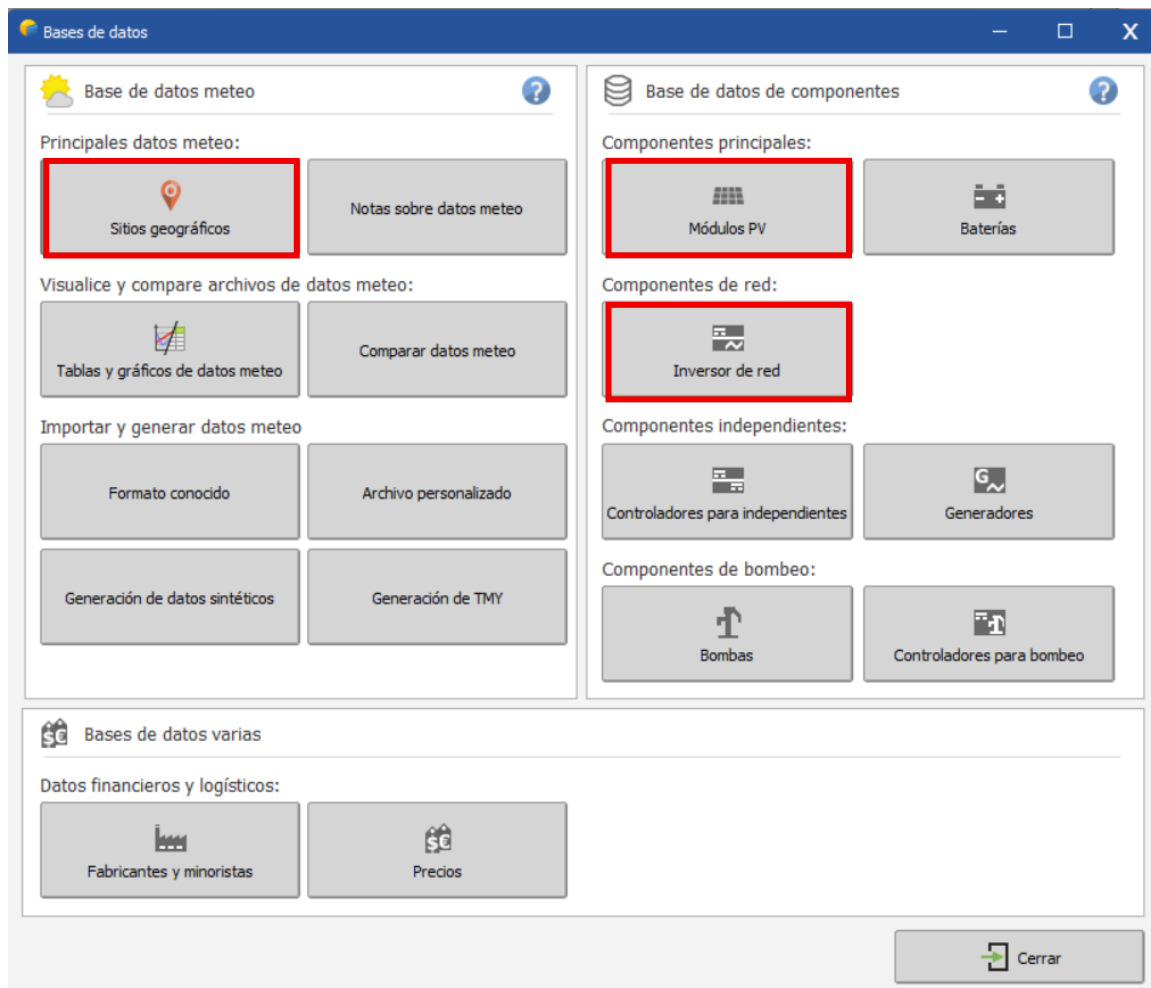 Bases de datos
Base de datos meteo
Principales datos meteo:
Sitios geográficos
Notas sobre datos meteo
Visualice y compare archivos de datos meteo:
Tablas y gráficos de datos meteo
Comparar datos meteo
Importar y generar datos meteo
Formato conocido
Archivo personalizado
Generación de datos sintéticos
Generación de TMY
Base de datos de componentes
Componentes principales:
Módulos PV
Baterías
Componentes de red:
Inversor de red
Componentes independientes:
Controladores para independientes
G
Generadores
Componentes de bombeo:
Bombas
Controladores para bombeo
$€
Bases de datos varias
Datos financieros y logísticos:
Fabricantes y minoristas
$€
Precios
Cerrar